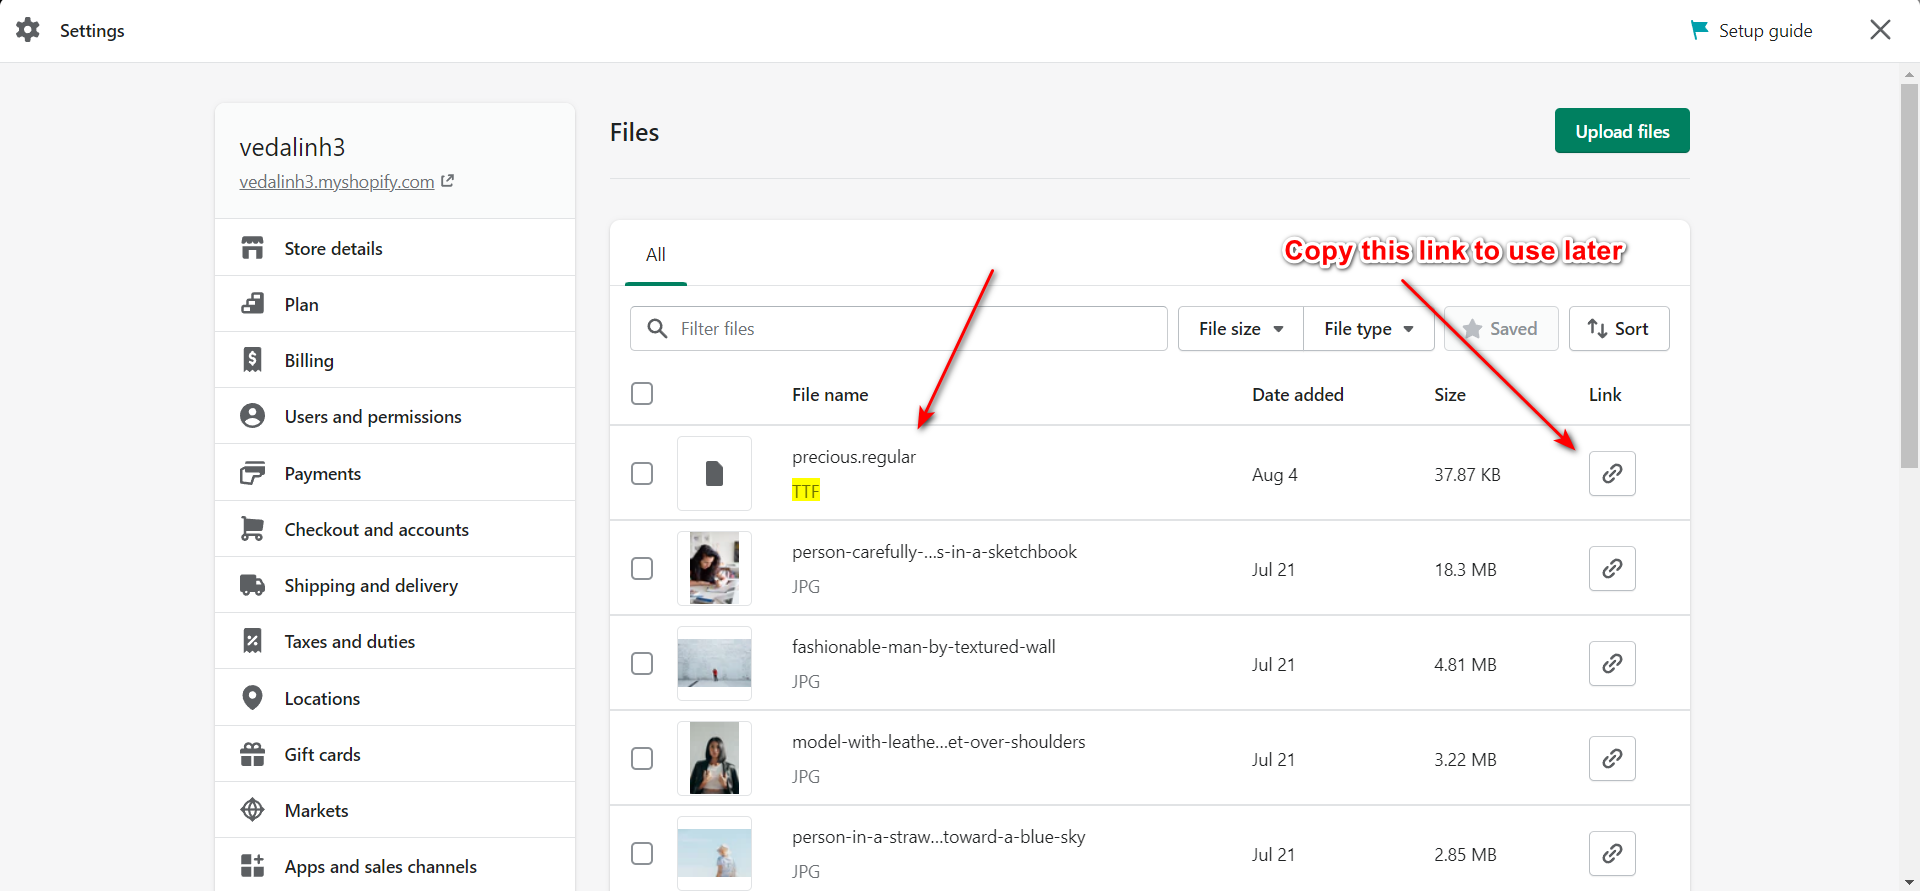 Settings
Setup guide
vedalinh3
vedalinh3.myshopify.com
Store details
Plan
Billing
Users and permissions
Payments
Checkout and accounts
Shipping and delivery
Taxes and duties
Locations
Gift cards
Markets
Apps and sales channels
Files
Upload files
All
Copy this link to use later
Filter files
File size
File type
Saved
Sort
File name Date added Size Link
precious.regular
TTF
Aug 4 37.87 KB
person-carefully-...s-in-a-sketchbook
JPG
Jul 21 18.3 MB
fashionable-man-by-textured-wall
JPG
Jul 21 4.81 MB
model-with-leathe...et-over-shoulders
JPG
Jul 21 3.22 MB
person-in-a-straw...toward-a-blue-sky
JPG
Jul 21 2.85 MB